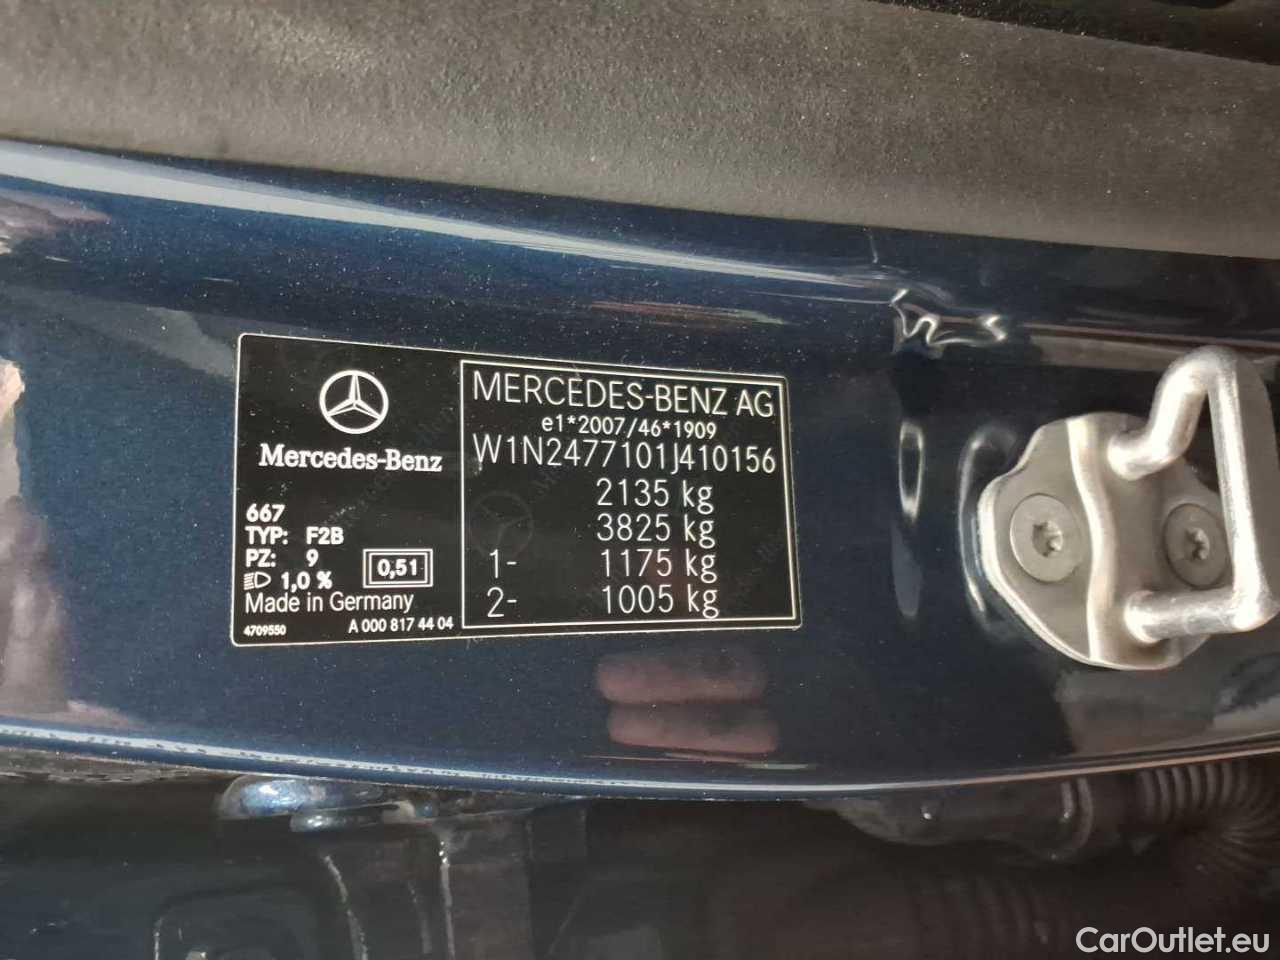 Mercedes-Benz
667
TYP: F2B
PZ: 9
1,0 %
0,51
Made in Germany
4709550
A 000 817 44 04
MERCEDES-BENZ AG
e1*2007/46*1909
W1N2477101J410156
2135 kg
3825 kg
1- 1175 kg
2- 1005 kg
CarOutlet.eu